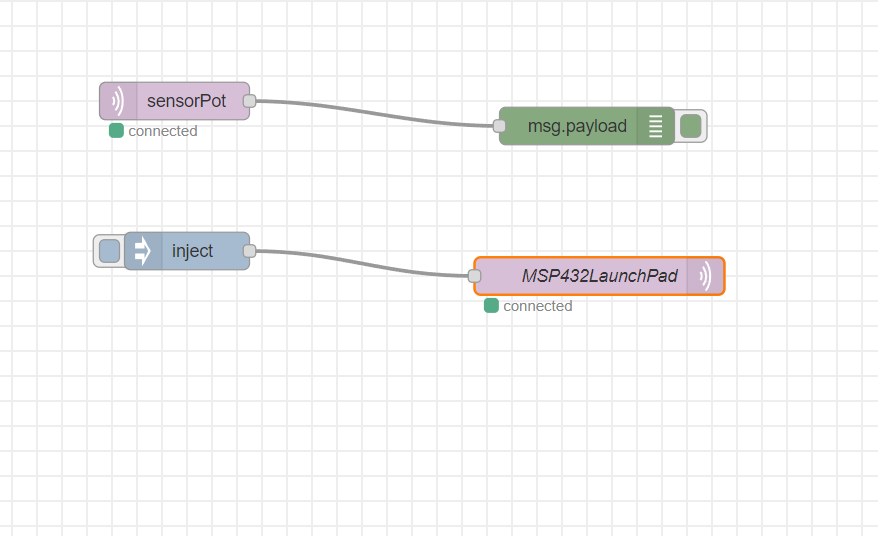 sensorPot
connected
msg.payload
inject
MSP432LaunchPad
connected